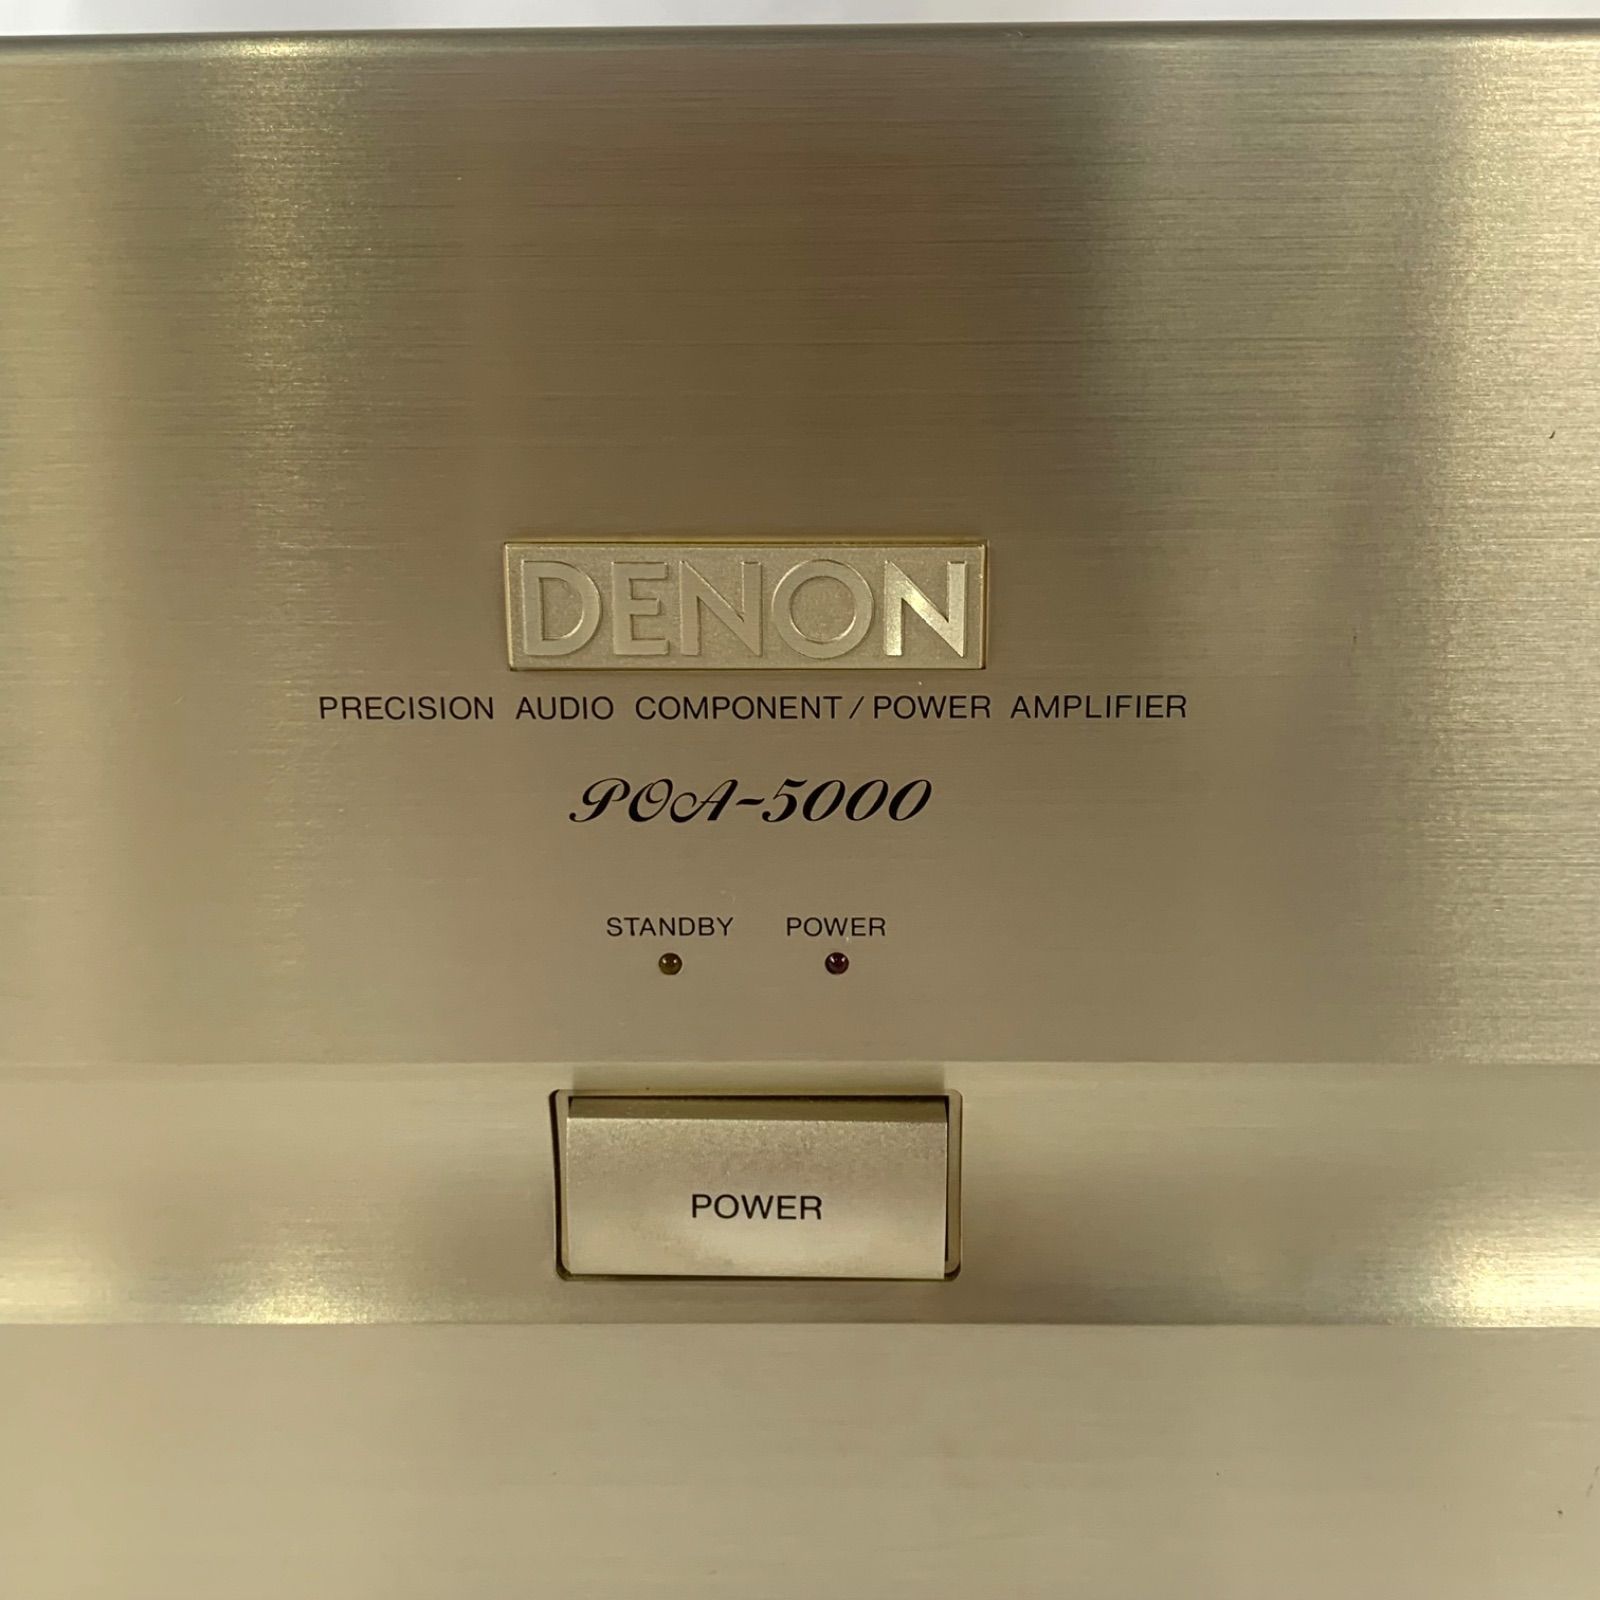 DENON
PRECISION AUDIO COMPONENT/POWER AMPLIFIER
POA-5000
STANDBY POWER
POWER